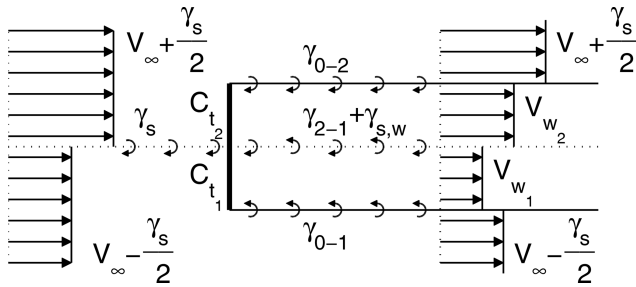 V∞ + γs/2
γ0−2
V∞ + γs/2
Ct2
γs
γ2−1 + γs,w
Vw2
Ct1
Vw1
V∞ − γs/2
γ0−1
V∞ − γs/2